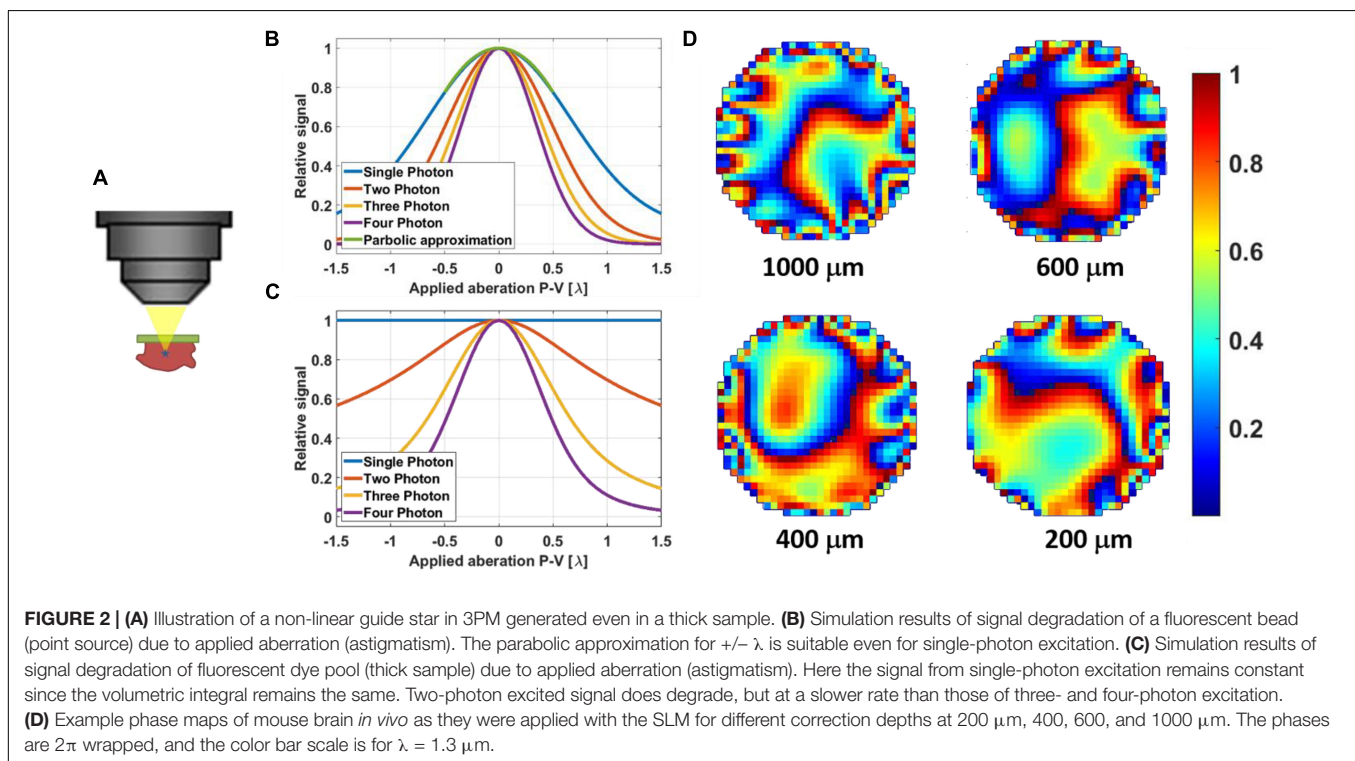 A
B
Relative signal
1
0.8
0.6
0.4
0.2
0
Single Photon
Two Photon
Three Photon
Four Photon
Parbolic approximation
-1.5 -1 -0.5 0 0.5 1 1.5
Applied aberration P-V [λ]
C
Relative signal
1
0.8
0.6
0.4
0.2
0
Single Photon
Two Photon
Three Photon
Four Photon
-1.5 -1 -0.5 0 0.5 1 1.5
Applied aberration P-V [λ]
D
1000 µm
600 µm
400 µm
200 µm
1
0.8
0.6
0.4
0.2
FIGURE 2 | (A) Illustration of a non-linear guide star in 3PM generated even in a thick sample. (B) Simulation results of signal degradation of a fluorescent bead
(point source) due to applied aberration (astigmatism). The parabolic approximation for +/− λ is suitable even for single-photon excitation. (C) Simulation results of
signal degradation of fluorescent dye pool (thick sample) due to applied aberration (astigmatism). Here the signal from single-photon excitation remains constant
since the volumetric integral remains the same. Two-photon excited signal does degrade, but at a slower rate than those of three- and four-photon excitation.
(D) Example phase maps of mouse brain in vivo as they were applied with the SLM for different correction depths at 200 µm, 400, 600, and 1000 µm. The phases
are 2π wrapped, and the color bar scale is for λ = 1.3 µm.